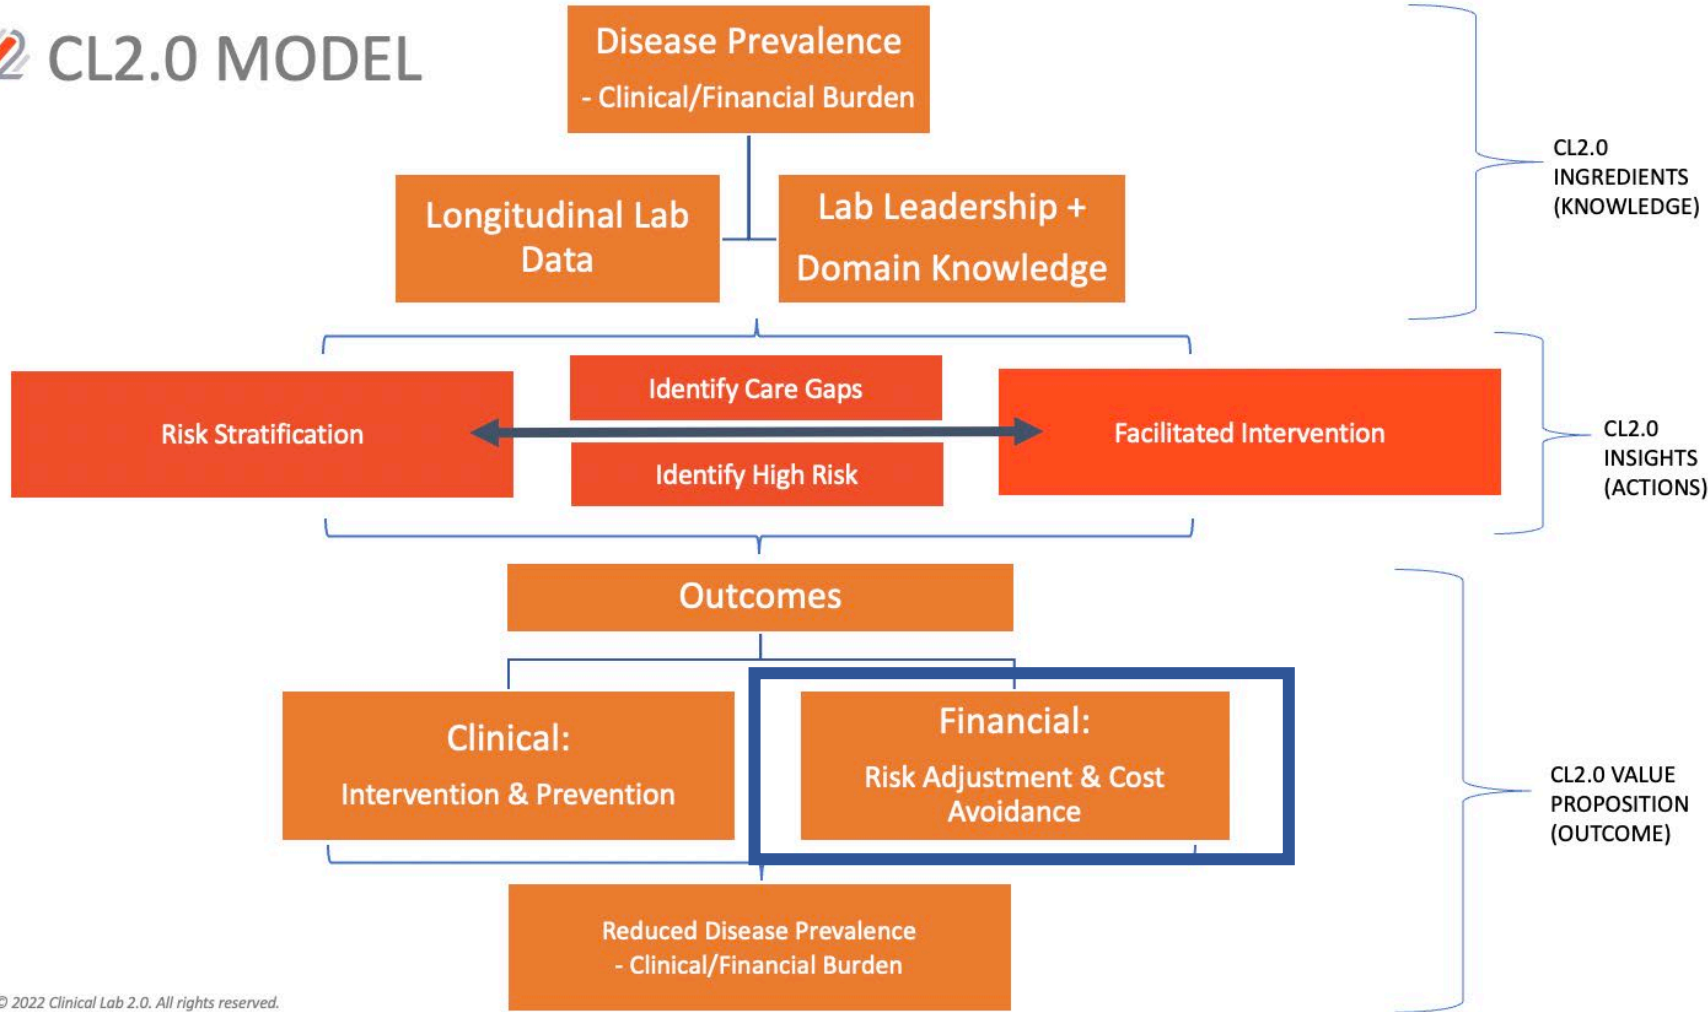 CL2.0 MODEL
Disease Prevalence
- Clinical/Financial Burden
Longitudinal Lab
Data
Lab Leadership +
Domain Knowledge
CL2.0
INGREDIENTS
(KNOWLEDGE)
Risk Stratification
Identify Care Gaps
Identify High Risk
Facilitated Intervention
CL2.0
INSIGHTS
(ACTIONS)
Outcomes
Clinical:
Intervention & Prevention
Financial:
Risk Adjustment & Cost
Avoidance
CL2.0 VALUE
PROPOSITION
(OUTCOME)
Reduced Disease Prevalence
- Clinical/Financial Burden
© 2022 Clinical Lab 2.0. All rights reserved.